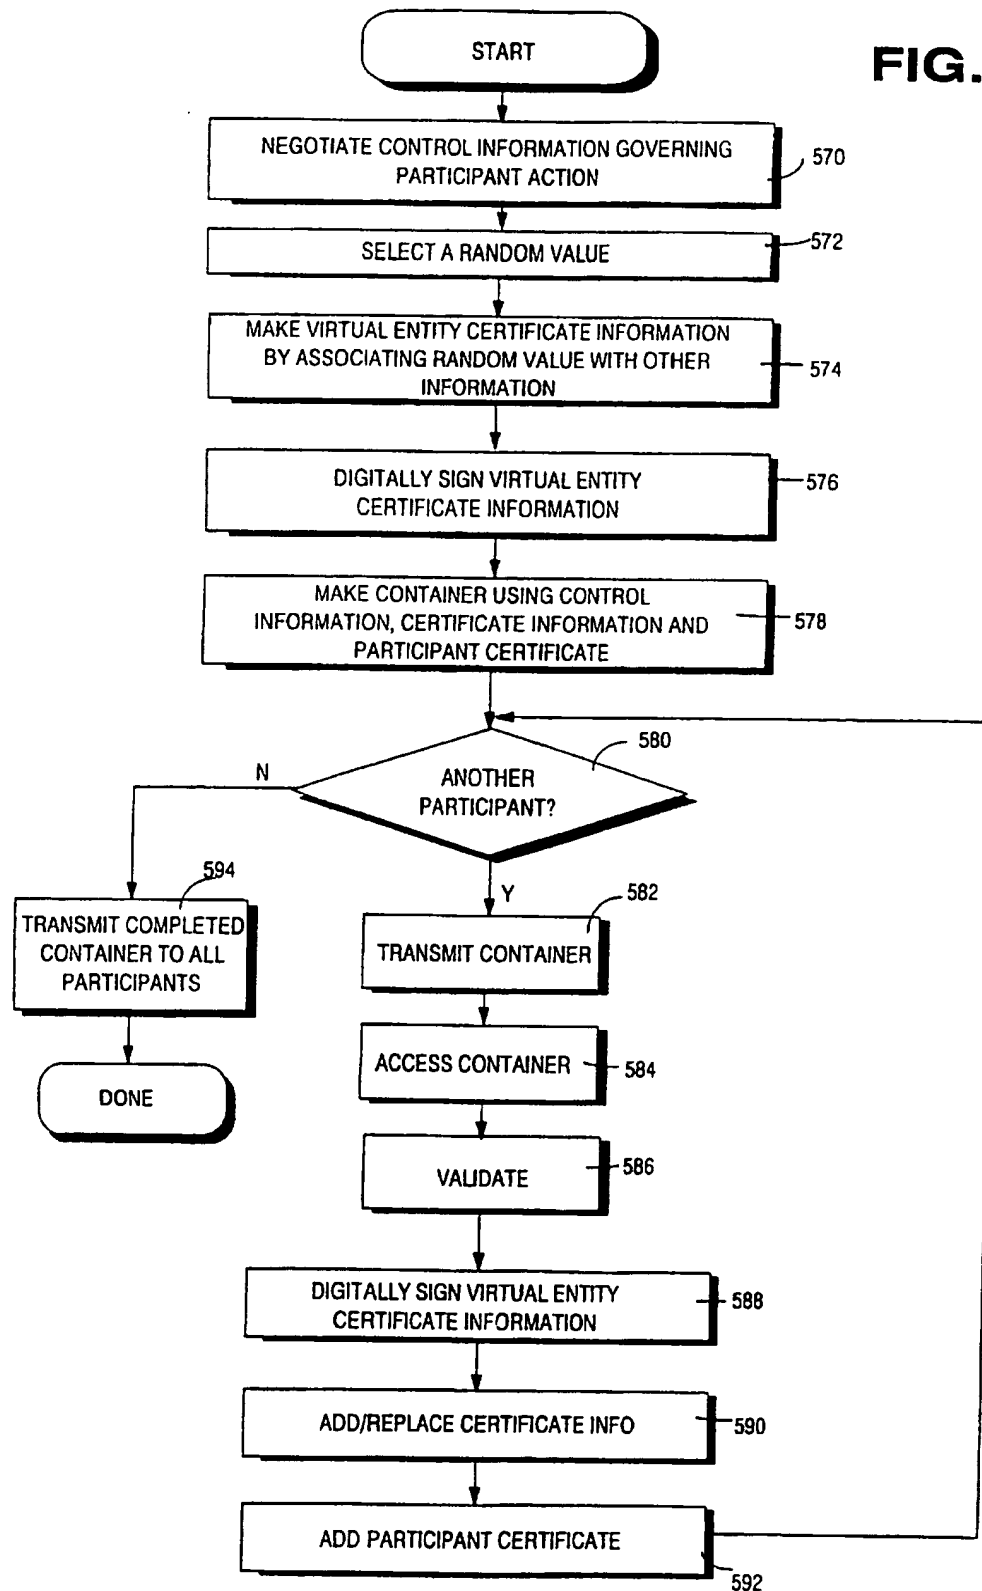 START
FIG.
NEGOTIATE CONTROL INFORMATION GOVERNING
PARTICIPANT ACTION
570
SELECT A RANDOM VALUE
572
MAKE VIRTUAL ENTITY CERTIFICATE INFORMATION
BY ASSOCIATING RANDOM VALUE WITH OTHER
INFORMATION
574
DIGITALLY SIGN VIRTUAL ENTITY
CERTIFICATE INFORMATION
576
MAKE CONTAINER USING CONTROL
INFORMATION, CERTIFICATE INFORMATION AND
PARTICIPANT CERTIFICATE
578
580
N
ANOTHER
PARTICIPANT?
Y
594
TRANSMIT COMPLETED
CONTAINER TO ALL
PARTICIPANTS
DONE
582
TRANSMIT CONTAINER
ACCESS CONTAINER
584
VALIDATE
586
DIGITALLY SIGN VIRTUAL ENTITY
CERTIFICATE INFORMATION
588
ADD/REPLACE CERTIFICATE INFO
590
ADD PARTICIPANT CERTIFICATE
592